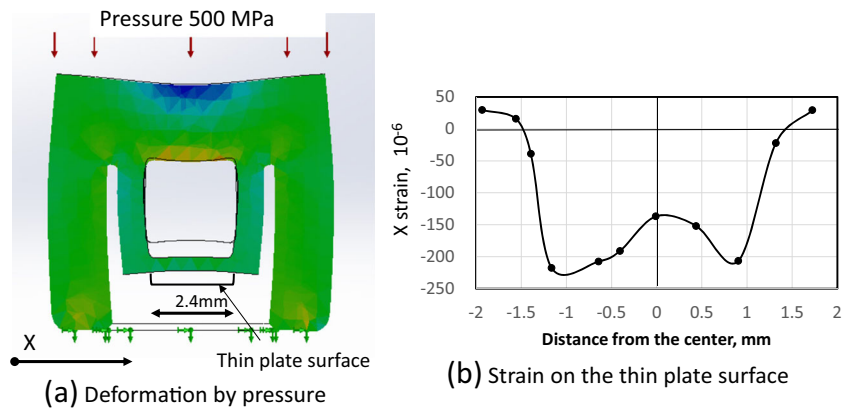 Pressure 500 MPa
2.4mm
X
Thin plate surface
(a) Deformation by pressure
X strain, 10-6
50
0
-50
-100
-150
-200
-250
-2 -1.5 -1 -0.5 0 0.5 1 1.5 2
Distance from the center, mm
(b) Strain on the thin plate surface